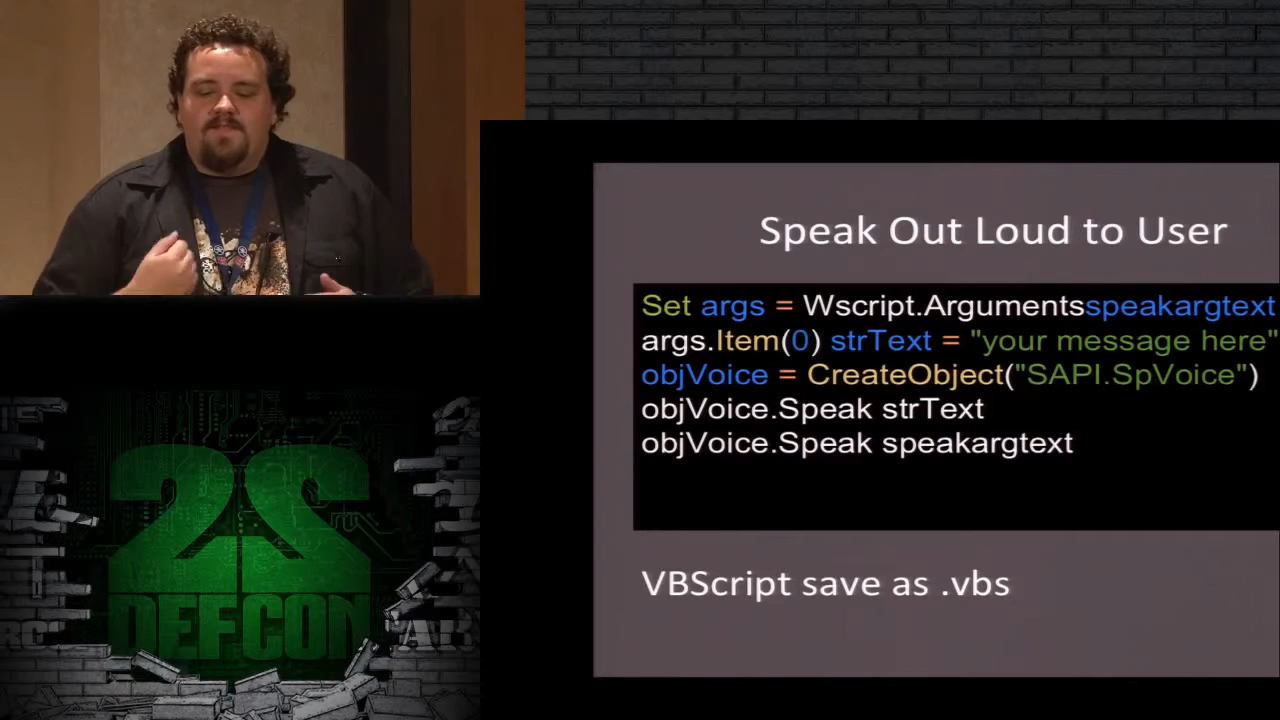 Speak Out Loud to User
Set args = Wscript.Argumentsspeakargtext
args.Item(0) strText = "your message here"
objVoice = CreateObject("SAPI.SpVoice")
objVoice.Speak strText
objVoice.Speak speakargtext
VBScript save as .vbs
22
DEFCON